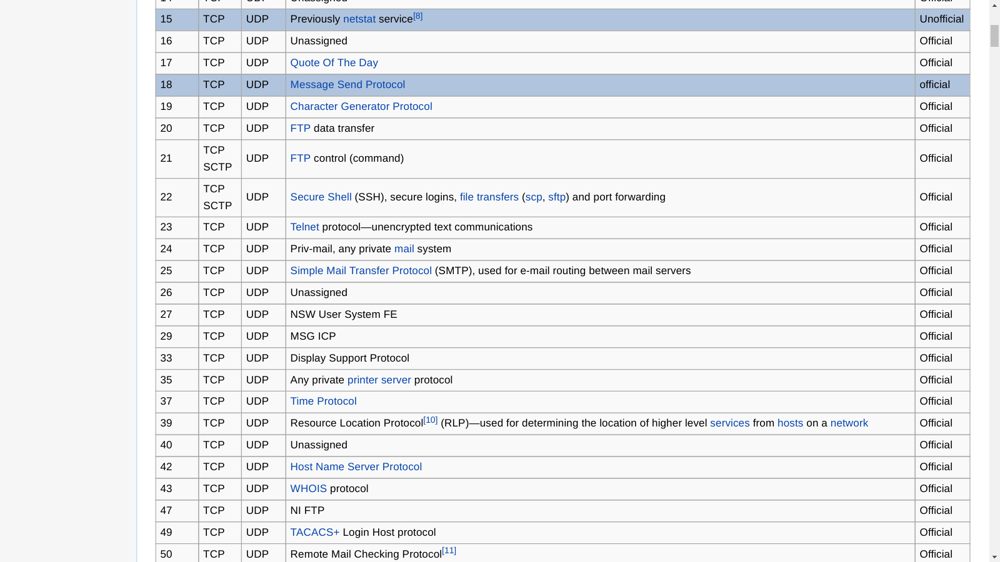 14 TCP UDP Unassigned Official
15 TCP UDP Previously netstat service[8] Unofficial
16 TCP UDP Unassigned Official
17 TCP UDP Quote Of The Day Official
18 TCP UDP Message Send Protocol official
19 TCP UDP Character Generator Protocol Official
20 TCP UDP FTP data transfer Official
21 TCP SCTP UDP FTP control (command) Official
22 TCP SCTP UDP Secure Shell (SSH), secure logins, file transfers (scp, sftp) and port forwarding Official
23 TCP UDP Telnet protocol—unencrypted text communications Official
24 TCP UDP Priv-mail, any private mail system Official
25 TCP UDP Simple Mail Transfer Protocol (SMTP), used for e-mail routing between mail servers Official
26 TCP UDP Unassigned Official
27 TCP UDP NSW User System FE Official
29 TCP UDP MSG ICP Official
33 TCP UDP Display Support Protocol Official
35 TCP UDP Any private printer server protocol Official
37 TCP UDP Time Protocol Official
39 TCP UDP Resource Location Protocol[10] (RLP)—used for determining the location of higher level services from hosts on a network Official
40 TCP UDP Unassigned Official
42 TCP UDP Host Name Server Protocol Official
43 TCP UDP WHOIS protocol Official
47 TCP UDP NI FTP Official
49 TCP UDP TACACS+ Login Host protocol Official
50 TCP UDP Remote Mail Checking Protocol[11] Official